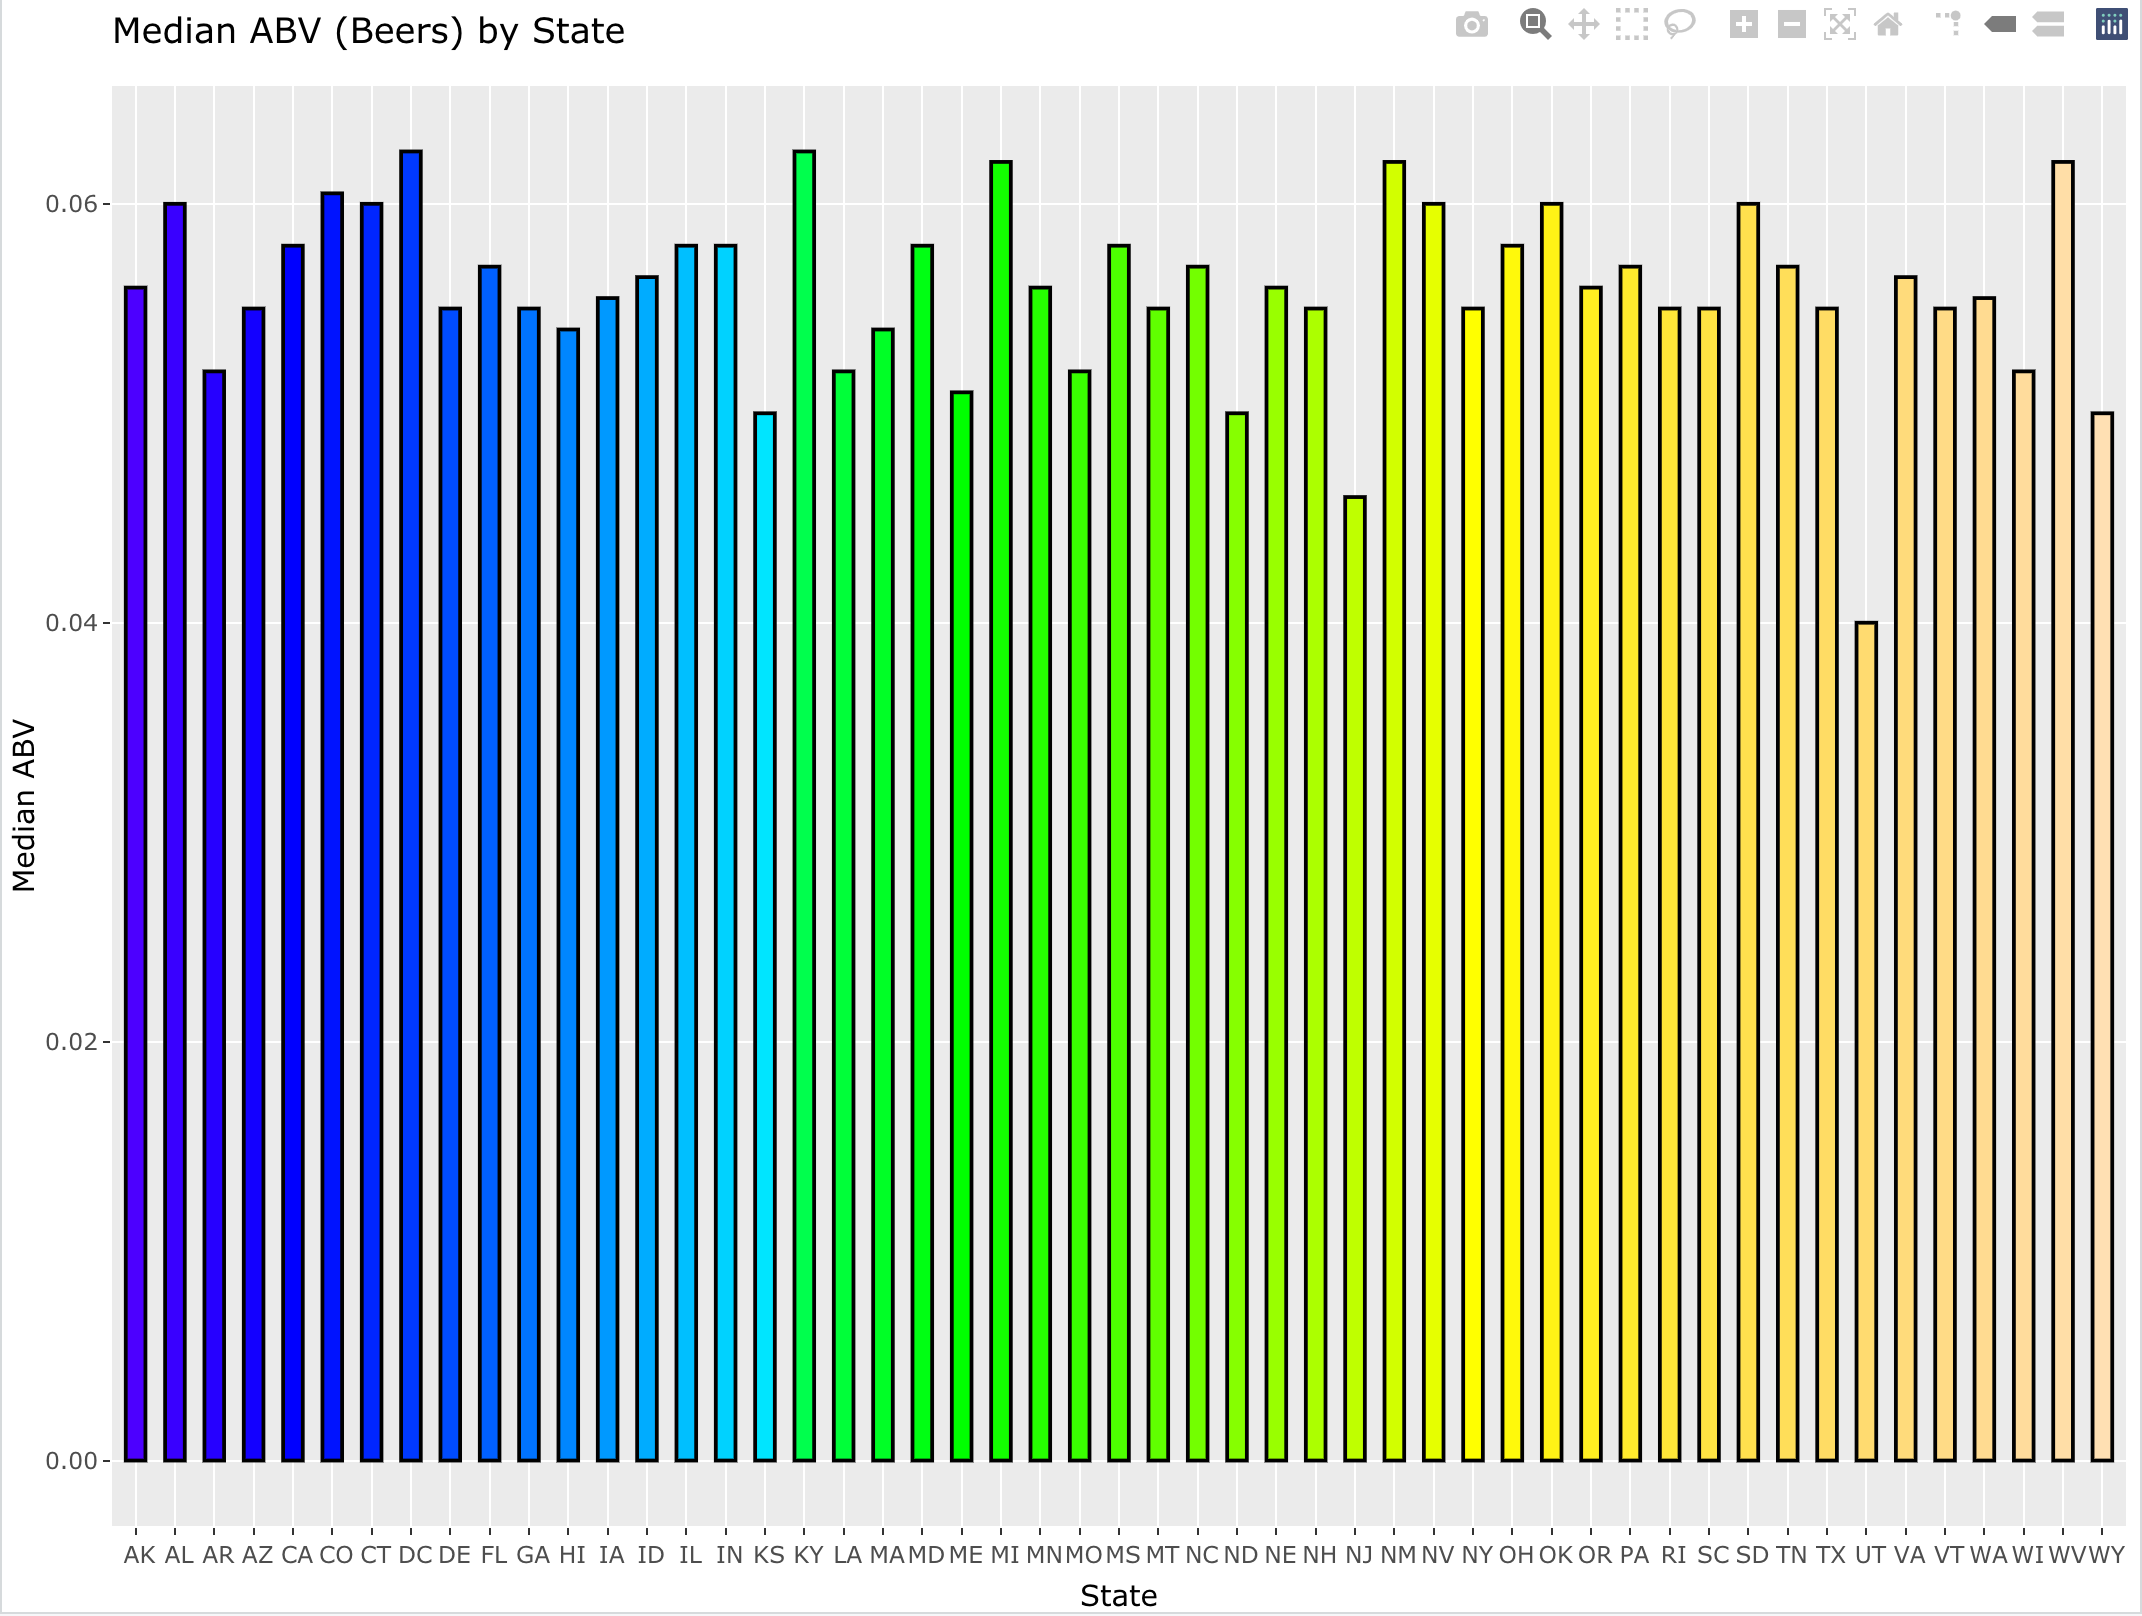 Median ABV (Beers) by State
0.06
0.04
0.02
0.00
Median ABV
AK AL AR AZ CA CO CT DC DE FL GA HI IA ID IL IN KS KY LA MA MD ME MI MN MO MS MT NC ND NE NH NJ NM NV NY OH OK OR PA RI SC SD TN TX UT VA VT WA WI WV WY
State